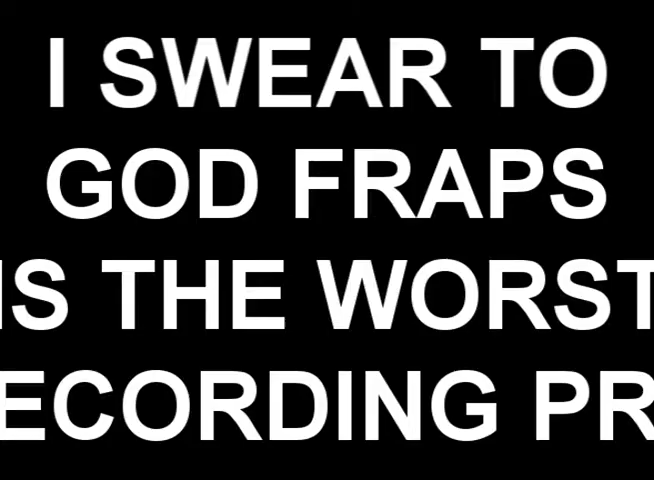 I SWEAR TO
GOD FRAPS
IS THE WORST
ECORDING PR